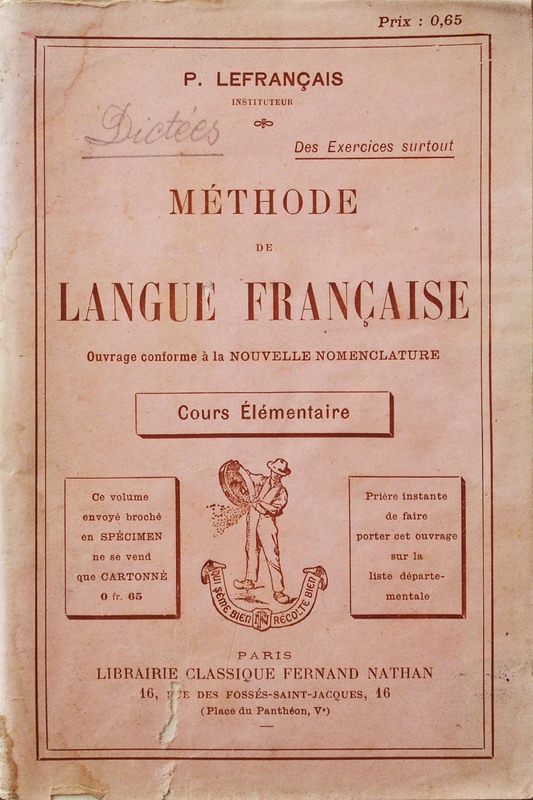 Prix : 0,65
P. LEFRANÇAIS
INSTITUTEUR
Dictées
Des Exercices surtout
MÉTHODE
DE
LANGUE FRANÇAISE
Ouvrage conforme à la NOUVELLE NOMENCLATURE
Cours Élémentaire
Ce volume
envoyé broché
en SPÉCIMEN
ne se vend
que CARTONNÉ
0 fr. 65
QUI SÈME BIEN FN RÉCOLTE BIEN
Prière instante
de faire
porter cet ouvrage
sur la
liste départe-
mentale
PARIS
LIBRAIRIE CLASSIQUE FERNAND NATHAN
16, RUE DES FOSSÉS-SAINT-JACQUES, 16
(Place du Panthéon, Vᵉ)